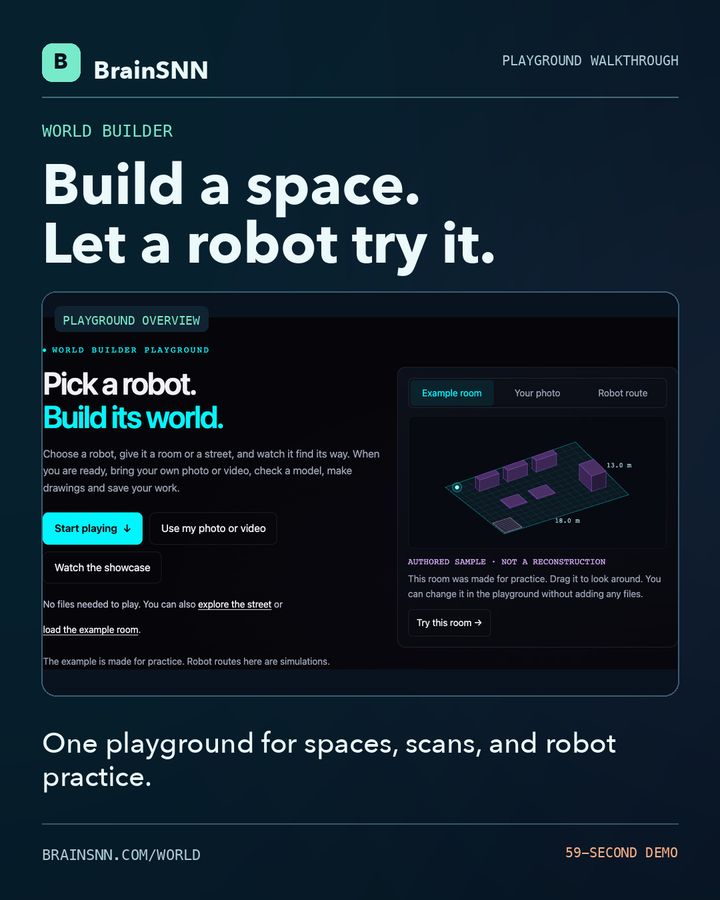 B
BrainSNN
PLAYGROUND WALKTHROUGH
WORLD BUILDER
Build a space.
Let a robot try it.
PLAYGROUND OVERVIEW
WORLD BUILDER PLAYGROUND
Pick a robot.
Build its world.
Choose a robot, give it a room or a street, and watch it find its way. When
you are ready, bring your own photo or video, check a model, make
drawings and save your work.
Start playing ↓
Use my photo or video
Watch the showcase
No files needed to play. You can also explore the street or
load the example room.
The example is made for practice. Robot routes here are simulations.
Example room
Your photo
Robot route
13.0 m
18.0 m
AUTHORED SAMPLE · NOT A RECONSTRUCTION
This room was made for practice. Drag it to look around. You
can change it in the playground without adding any files.
Try this room →
One playground for spaces, scans, and robot
practice.
BRAINSNN.COM/WORLD
59–SECOND DEMO